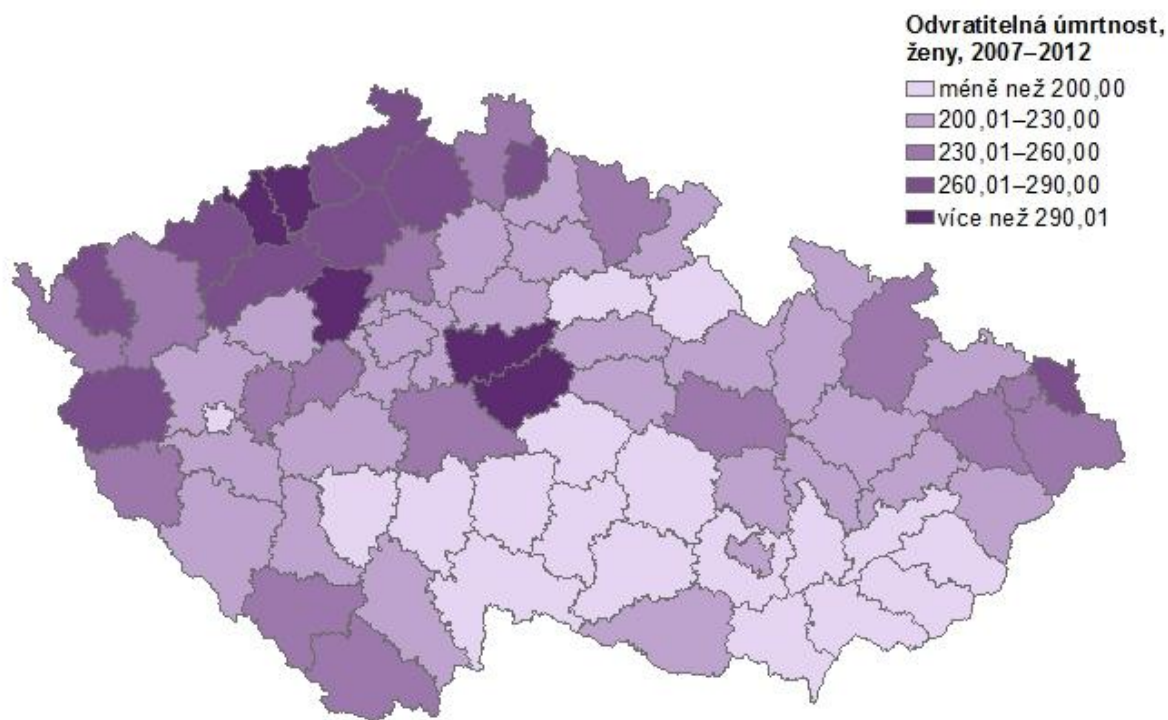 Odvratitelná úmrtnost,
ženy, 2007–2012
méně než 200,00
200,01–230,00
230,01–260,00
260,01–290,00
více než 290,01